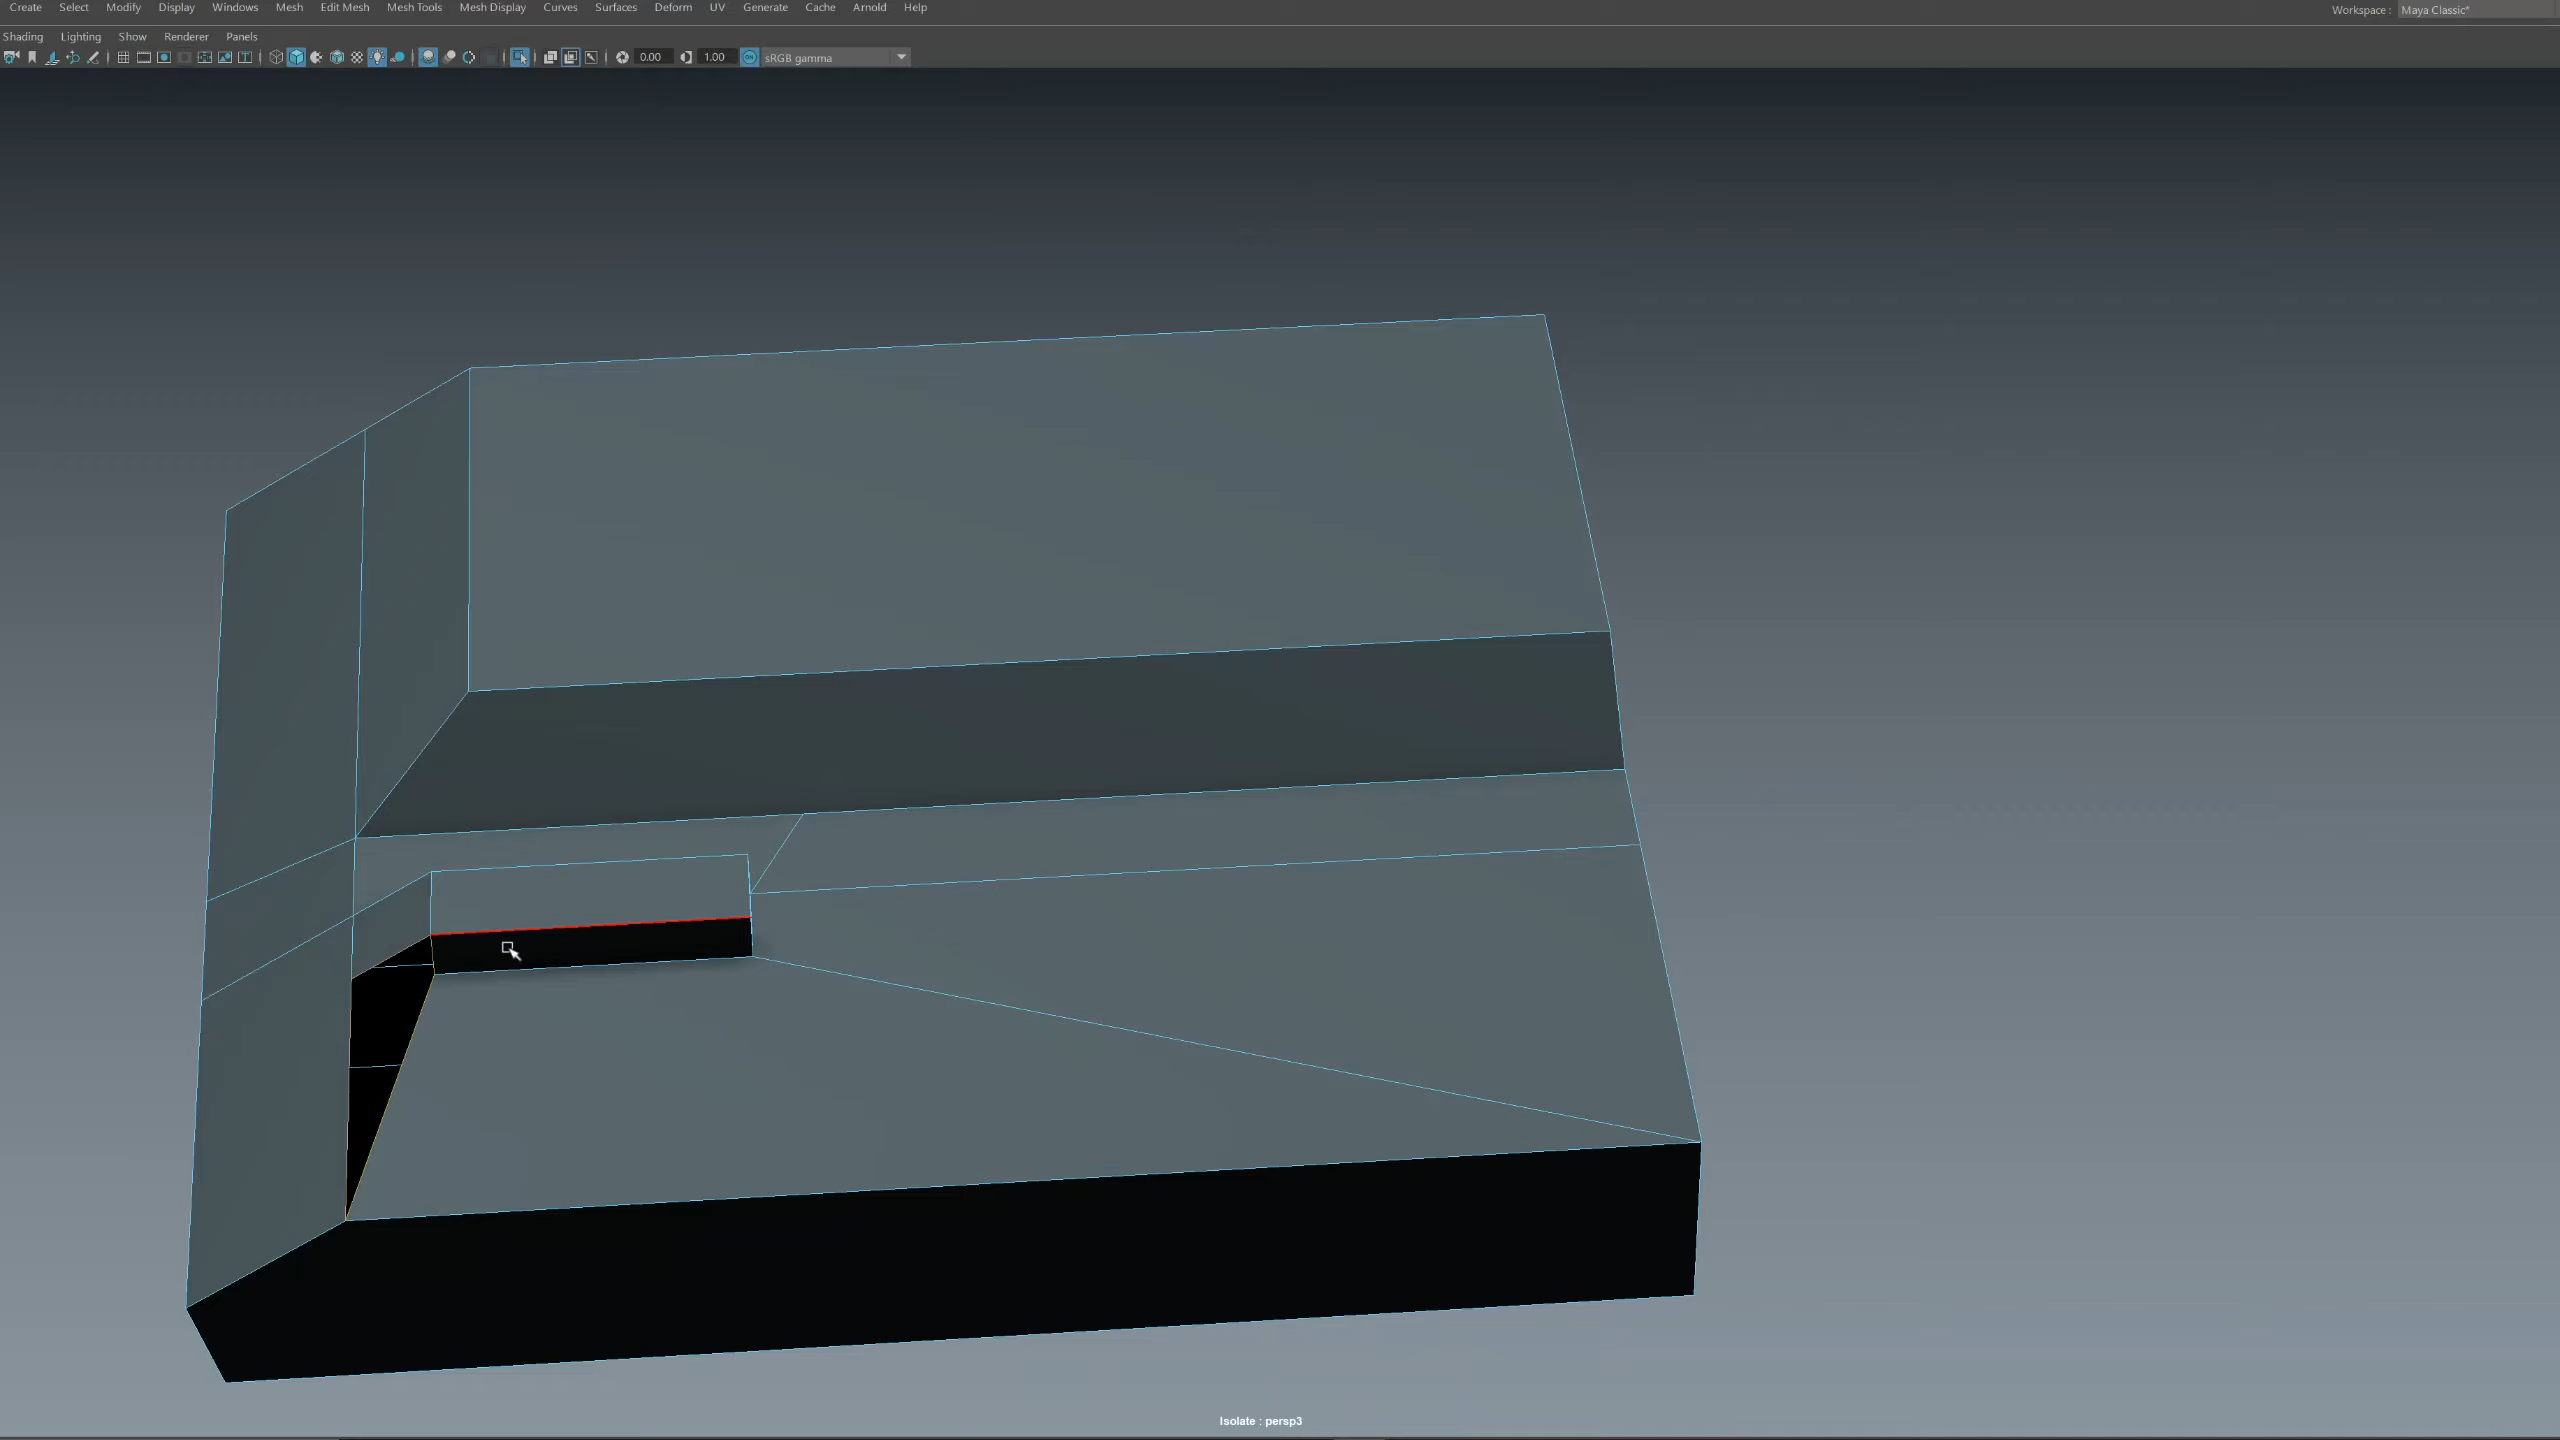 Create Select Modify Display Windows Mesh Edit Mesh Mesh Tools Mesh Display Curves Surfaces Deform UV Generate Cache Arnold Help Workspace : Maya Classic*
Shading Lighting Show Renderer Panels
0.00 1.00 ON sRGB gamma
Isolate : persp3